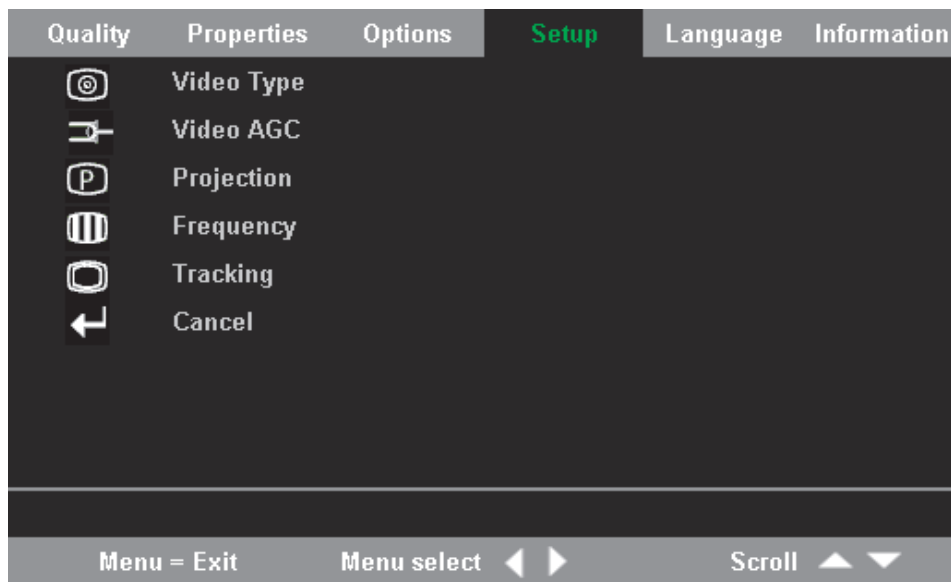 Quality Properties Options Setup Language Information
Video Type
Video AGC
P Projection
Frequency
Tracking
Cancel
Menu = Exit Menu select Scroll